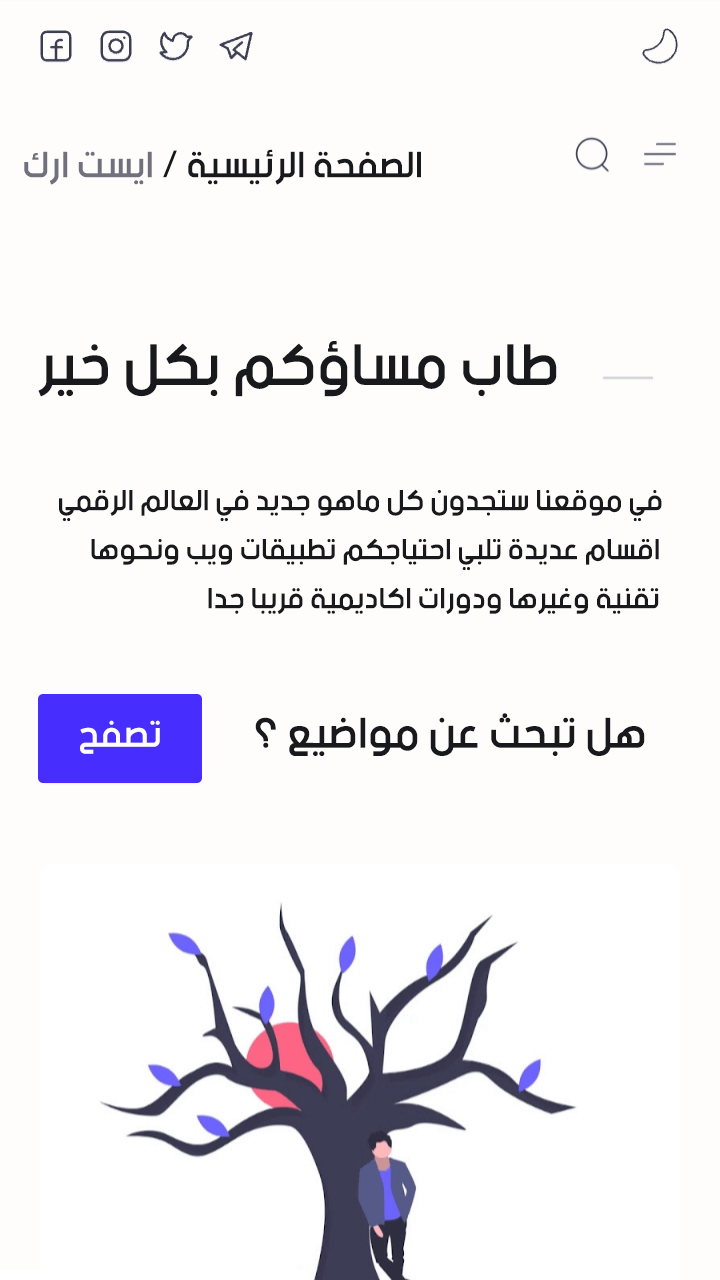 الصفحة الرئيسية / ايست ارك
طاب مساؤكم بكل خير
في موقعنا ستجدون كل ماهو جديد في العالم الرقمي
اقسام عديدة تلبي احتياجكم تطبيقات ويب ونحوها
تقنية وغيرها ودورات اكاديمية قريبا جدا
هل تبحث عن مواضيع ؟
تصفح